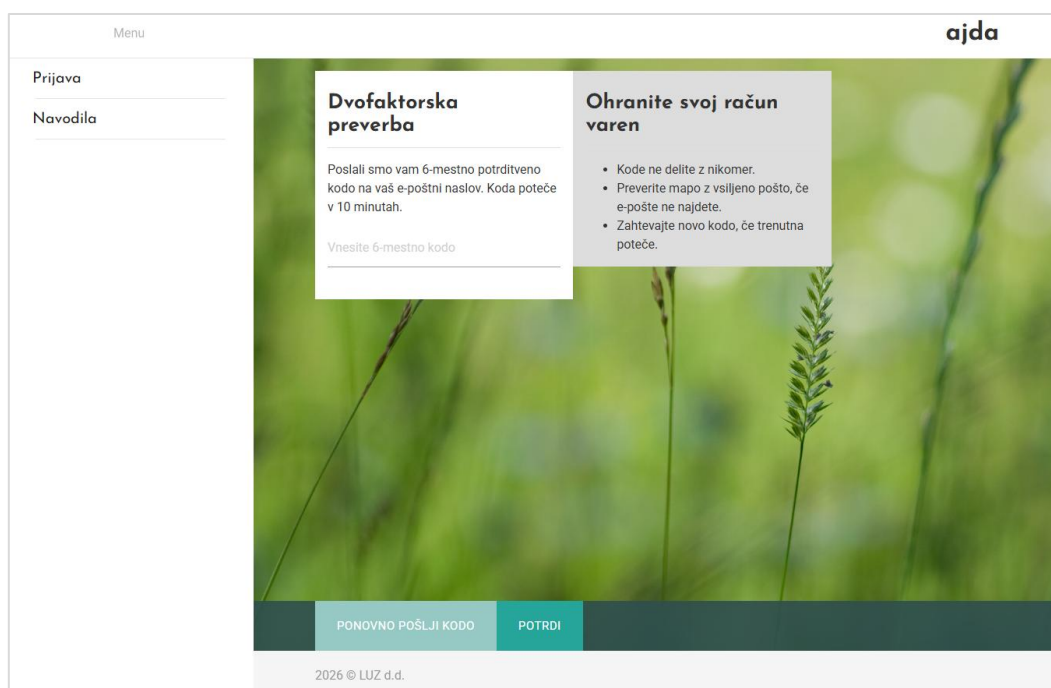 Menu
ajda
Prijava
Navodila
Dvofaktorska
preverba
Poslali smo vam 6-mestno potrditveno
kodo na vaš e-poštni naslov. Koda poteče
v 10 minutah.
Vnesite 6-mestno kodo
Ohranite svoj račun
varen
• Kode ne delite z nikomer.
• Preverite mapo z vsiljeno pošto, če
e-pošte ne najdete.
• Zahtevajte novo kodo, če trenutna
poteče.
PONOVNO POŠLJI KODO
POTRDI
2026 © LUZ d.d.